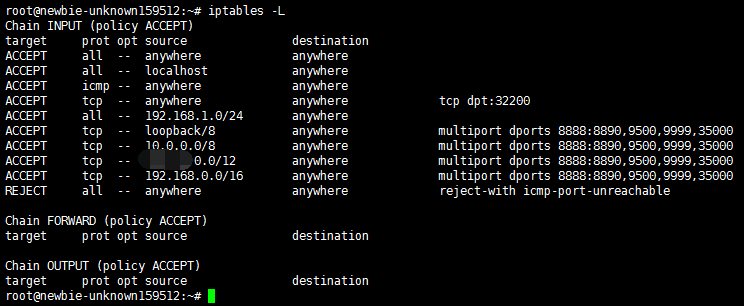 root@newbie-unknown159512:~# iptables -L
Chain INPUT (policy ACCEPT)
target     prot opt source               destination
ACCEPT     all  --  anywhere             anywhere
ACCEPT     all  --  localhost            anywhere
ACCEPT     icmp --  anywhere             anywhere
ACCEPT     tcp  --  anywhere             anywhere             tcp dpt:32200
ACCEPT     all  --  192.168.1.0/24       anywhere
ACCEPT     tcp  --  loopback/8           anywhere             multiport dports 8888:8890,9500,9999,35000
ACCEPT     tcp  --  10.0.0.0/8           anywhere             multiport dports 8888:8890,9500,9999,35000
ACCEPT     tcp  --  0.0/12         anywhere             multiport dports 8888:8890,9500,9999,35000
ACCEPT     tcp  --  192.168.0.0/16       anywhere             multiport dports 8888:8890,9500,9999,35000
REJECT     all  --  anywhere             anywhere             reject-with icmp-port-unreachable
Chain FORWARD (policy ACCEPT)
target     prot opt source               destination
Chain OUTPUT (policy ACCEPT)
target     prot opt source               destination
root@newbie-unknown159512:~#